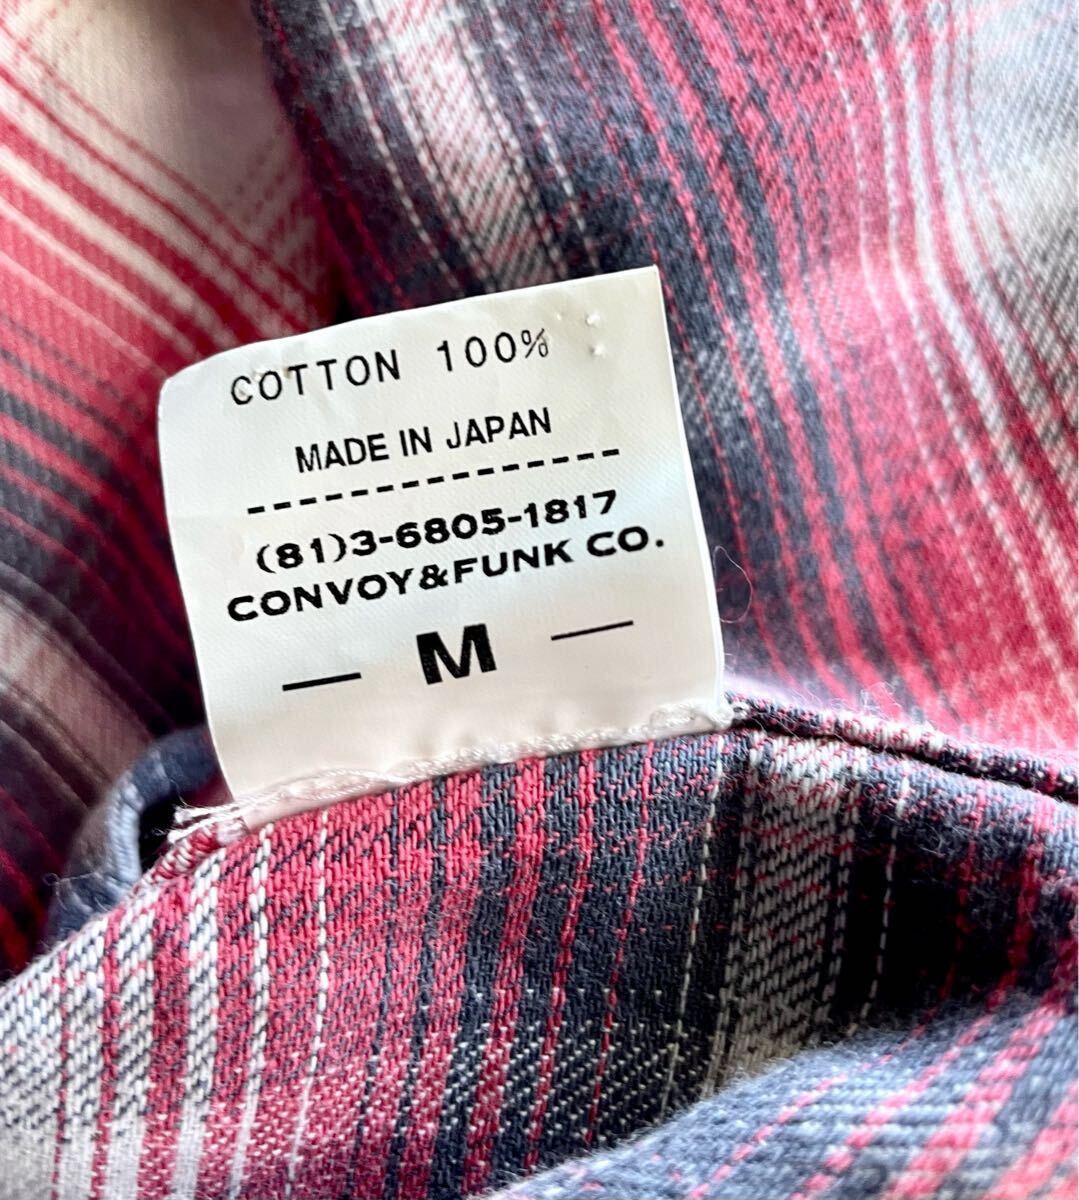 COTTON 100%
MADE IN JAPAN
---------------
(81)3-6805-1817
CONVOY&FUNK CO.
— M —